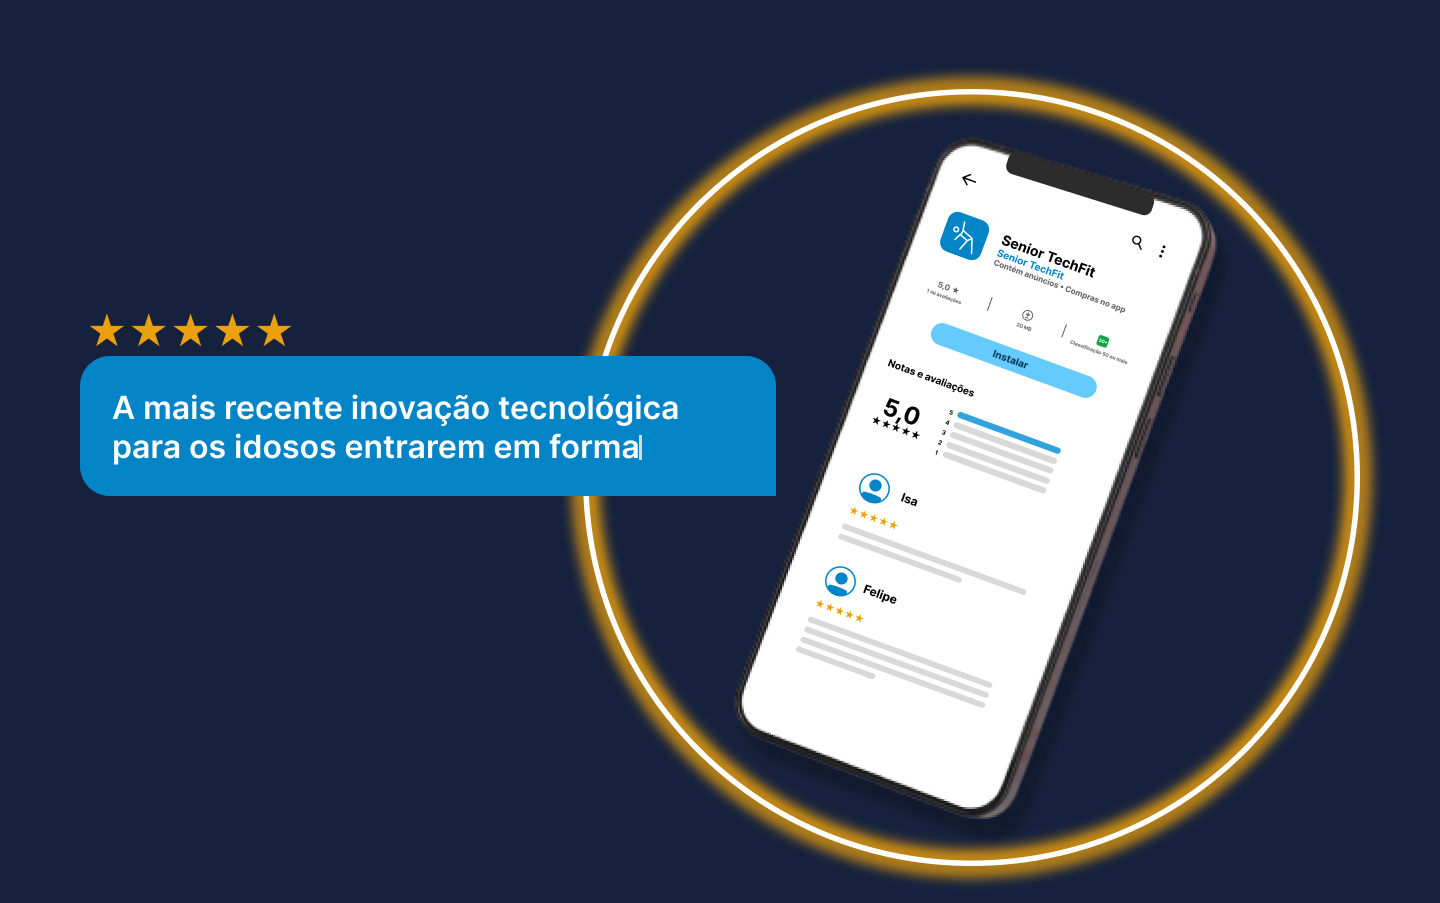 A mais recente inovação tecnológica
para os idosos entrarem em forma
Senior TechFit
Senior TechFit
Contém anúncios • Compras no app
5,0 ★
1 mil avaliações
20 MB
Classificação 50 ou mais
Instalar
Notas e avaliações
5,0
5
4
3
2
1
Isa
Felipe